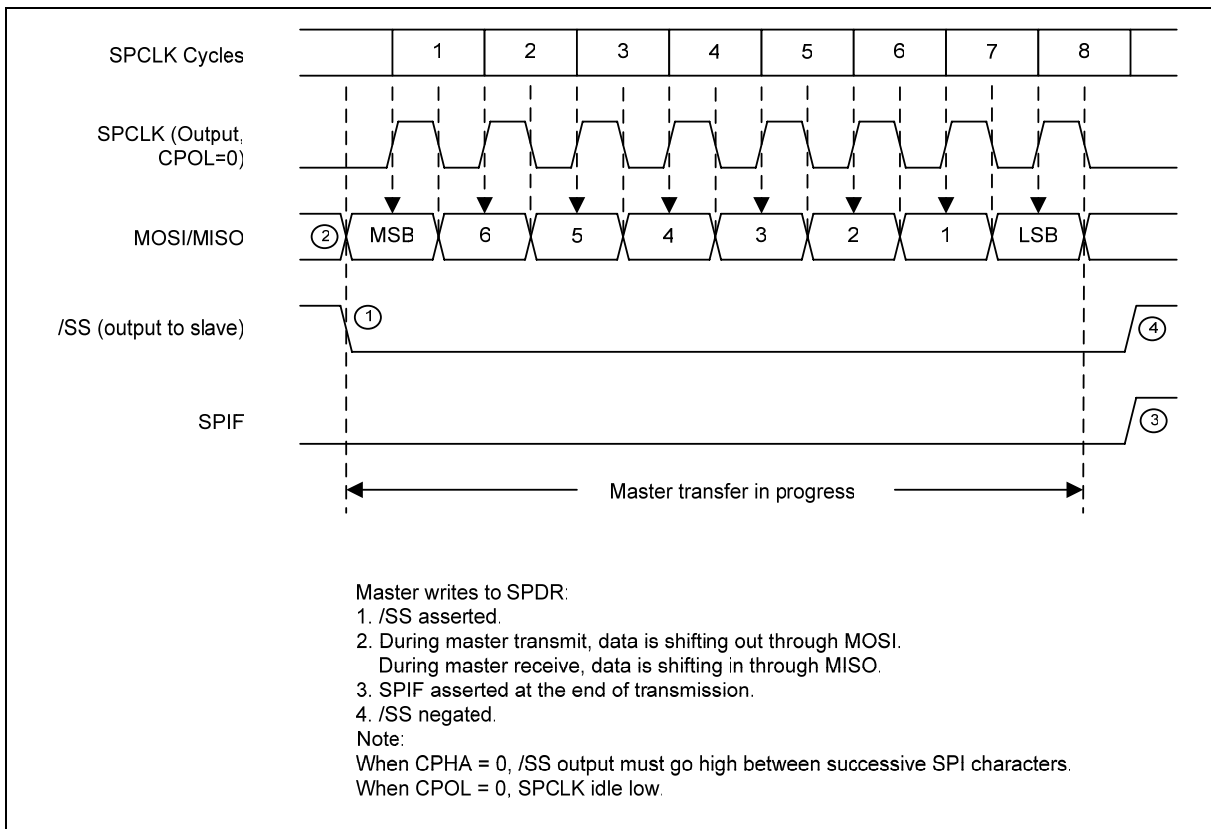 SPCLK Cycles
1 2 3 4 5 6 7 8
SPCLK (Output,
CPOL=0)
MOSI/MISO
2 MSB 6 5 4 3 2 1 LSB
/SS (output to slave)
1 4
SPIF
3
Master transfer in progress
Master writes to SPDR:
1. /SS asserted.
2. During master transmit, data is shifting out through MOSI.
During master receive, data is shifting in through MISO.
3. SPIF asserted at the end of transmission.
4. /SS negated.
Note:
When CPHA = 0, /SS output must go high between successive SPI characters.
When CPOL = 0, SPCLK idle low.